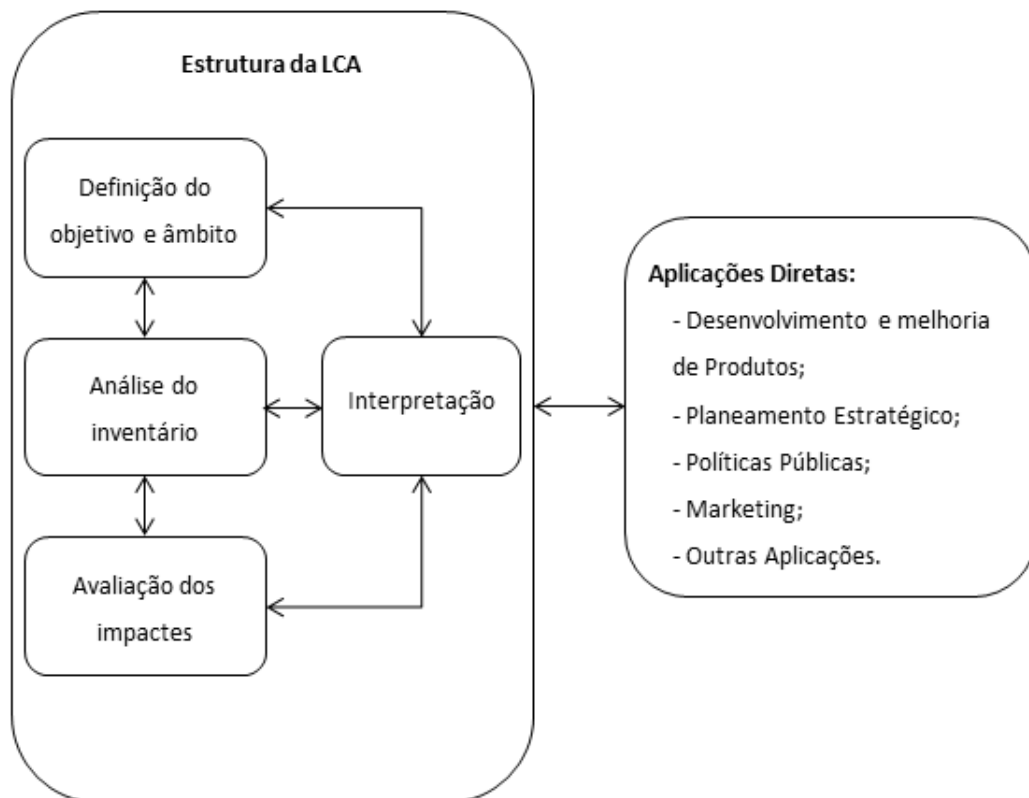 Estrutura da LCA
Definição do
objetivo e âmbito
Análise do
inventário
Avaliação dos
impactes
Interpretação
Aplicações Diretas:
- Desenvolvimento e melhoria
de Produtos;
- Planeamento Estratégico;
- Políticas Públicas;
- Marketing;
- Outras Aplicações.